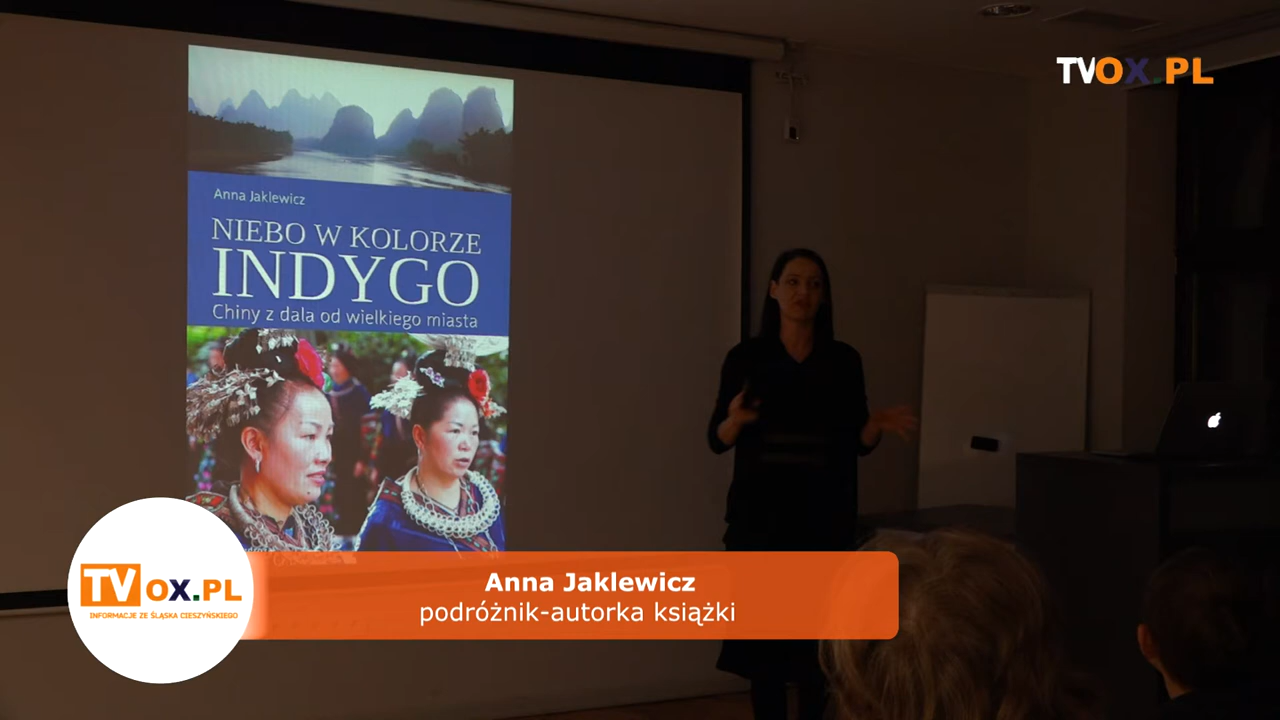 TVOX.PL
Anna Jaklewicz
NIEBO W KOLORZE
INDYGO
Chiny z dala od wielkiego miasta
TVOX.PL
INFORMACJE ZE ŚLĄSKA CIESZYŃSKIEGO
Anna Jaklewicz
podróżnik-autorka książki